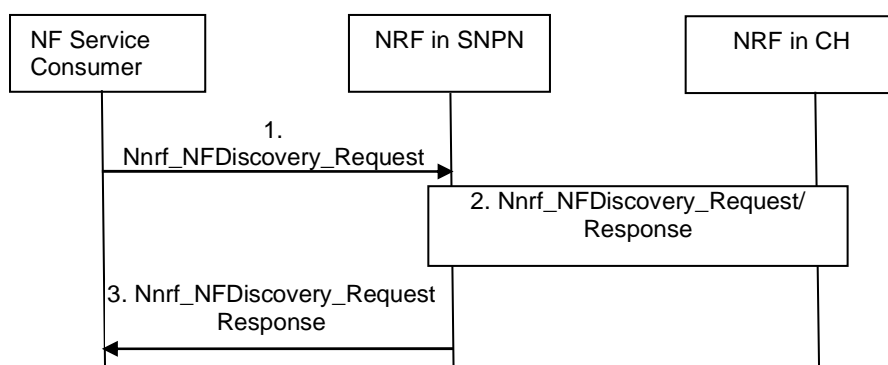 NF Service
Consumer
NRF in SNPN
NRF in CH
1.
Nnrf_NFDiscovery_Request
2. Nnrf_NFDiscovery_Request/
Response
3. Nnrf_NFDiscovery_Request
Response